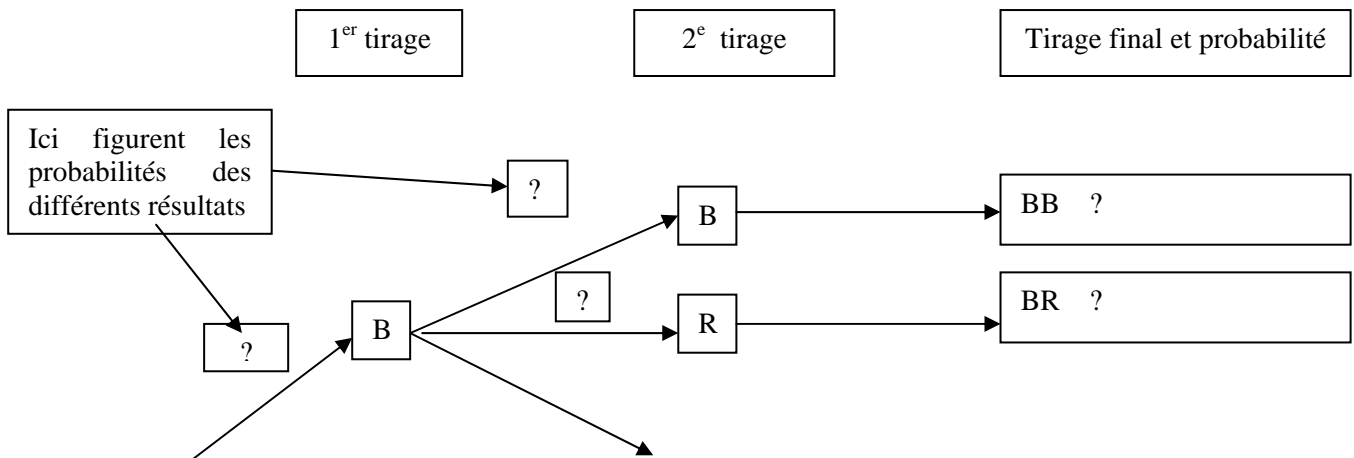 1er tirage
2e tirage
Tirage final et probabilité
Ici figurent les
probabilités des
différents résultats
?
B
BB ?
?
BR ?
R
B
?